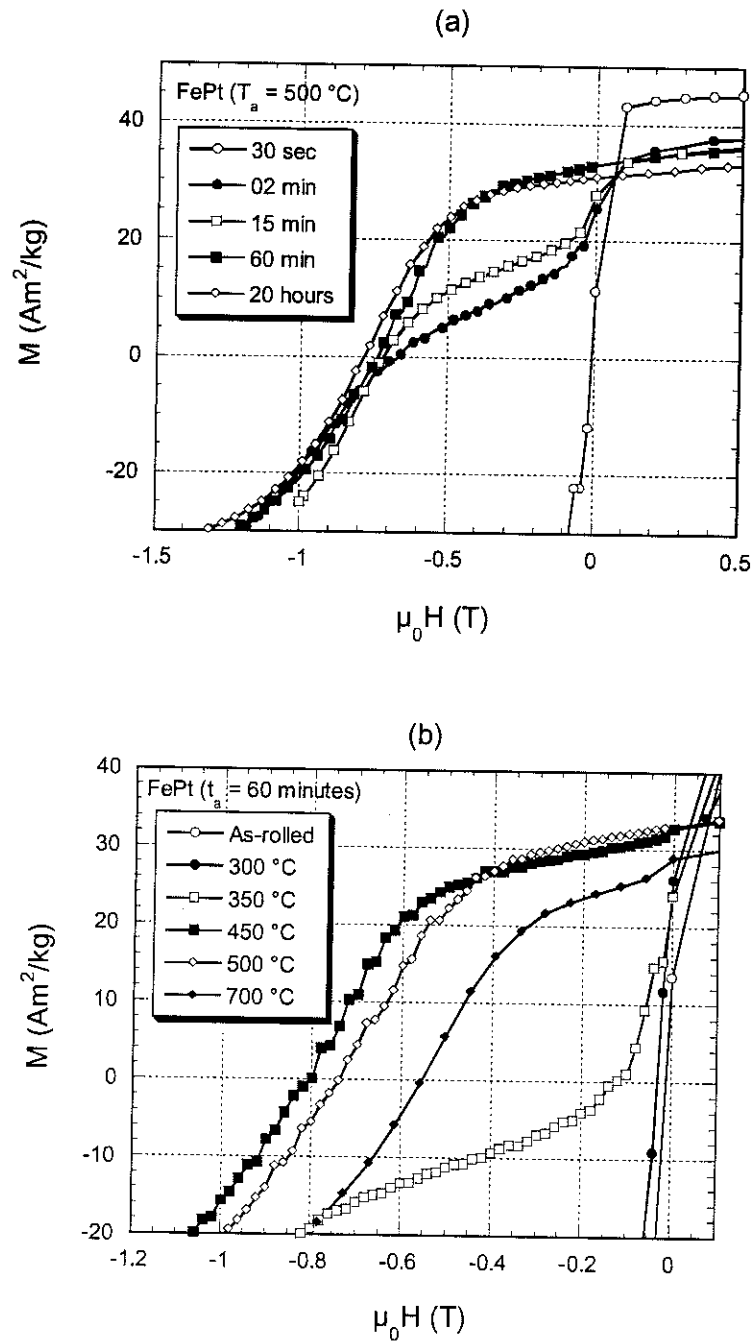 (a)
FePt (T_a = 500 °C)
30 sec
02 min
15 min
60 min
20 hours
40
20
0
-20
M (Am²/kg)
-1.5
-1
-0.5
0
0.5
μ₀H (T)
(b)
FePt (t_a = 60 minutes)
As-rolled
300 °C
350 °C
450 °C
500 °C
700 °C
40
30
20
10
0
-10
-20
M (Am²/kg)
-1.2
-1
-0.8
-0.6
-0.4
-0.2
0
μ₀H (T)